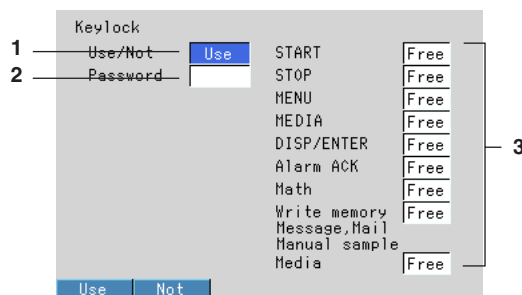 Keylock
1 Use/Not Use START Free
2 Password STOP Free
MENU Free
MEDIA Free
DISP/ENTER Free 3
Alarm ACK Free
Math Free
Write memory Free
Message,Mail
Manual sample
Media Free
Use Not